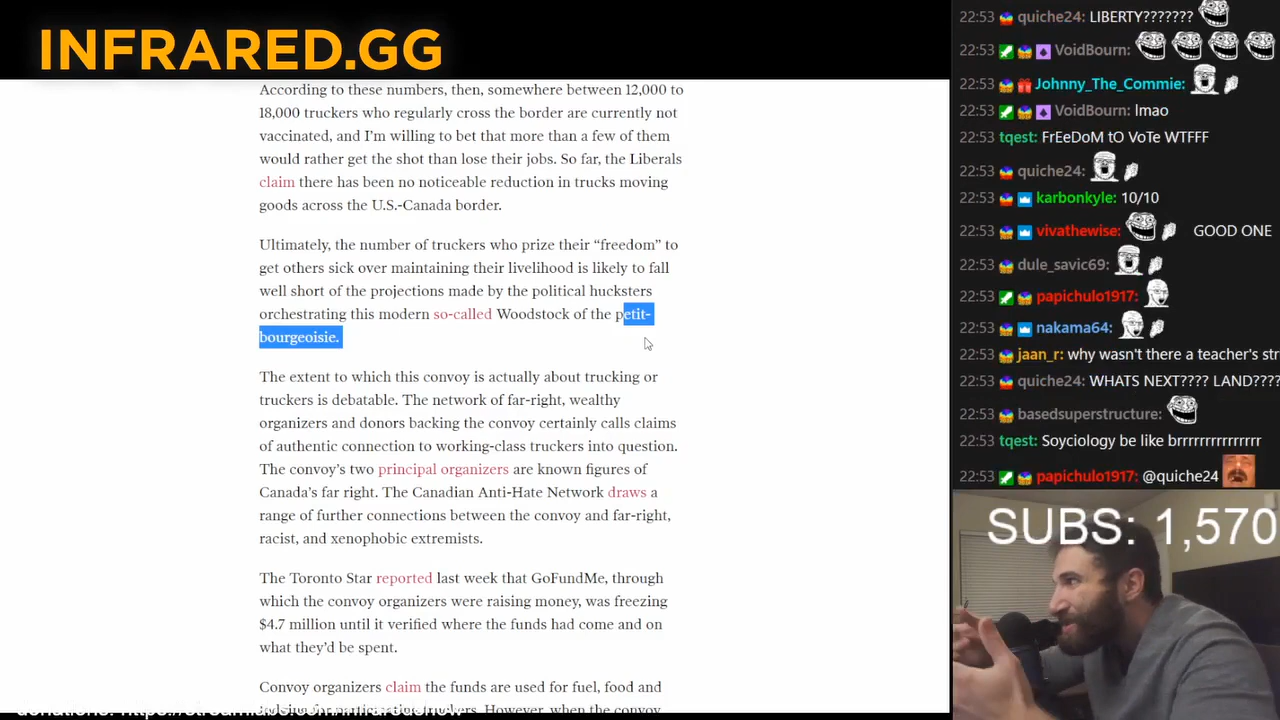 INFRARED.GG
According to these numbers, then, somewhere between 12,000 to
18,000 truckers who regularly cross the border are currently not
vaccinated, and I'm willing to bet that more than a few of them
would rather get the shot than lose their jobs. So far, the Liberals
claim there has been no noticeable reduction in trucks moving
goods across the U.S.-Canada border.
Ultimately, the number of truckers who prize their “freedom” to
get others sick over maintaining their livelihood is likely to fall
well short of the projections made by the political hucksters
orchestrating this modern so-called Woodstock of the petit-
bourgeoisie.
The extent to which this convoy is actually about trucking or
truckers is debatable. The network of far-right, wealthy
organizers and donors backing the convoy certainly calls claims
of authentic connection to working-class truckers into question.
The convoy's two principal organizers are known figures of
Canada's far right. The Canadian Anti-Hate Network draws a
range of further connections between the convoy and far-right,
racist, and xenophobic extremists.
The Toronto Star reported last week that GoFundMe, through
which the convoy organizers were raising money, was freezing
$4.7 million until it verified where the funds had come and on
what they'd be spent.
Convoy organizers claim the funds are used for fuel, food and
However, when the convoy
22:53 quiche24: LIBERTY???????
22:53 VoidBourn:
22:53 Johnny_The_Commie:
22:53 VoidBourn: lmao
22:53 tqest: FrEeDoM tO VoTe WTFFF
22:53 quiche24:
22:53 karbonkyle: 10/10
22:53 vivathewise: GOOD ONE
22:53 dule_savic69:
22:53 papichulo1917:
22:53 nakama64:
22:53 jaan_r: why wasn't there a teacher's str
22:53 quiche24: WHATS NEXT???? LAND????
22:53 basedsuperstructure:
22:53 tqest: Soyciology be like brrrrrrrrrrrrrr
22:53 papichulo1917: @quiche24
SUBS: 1,570